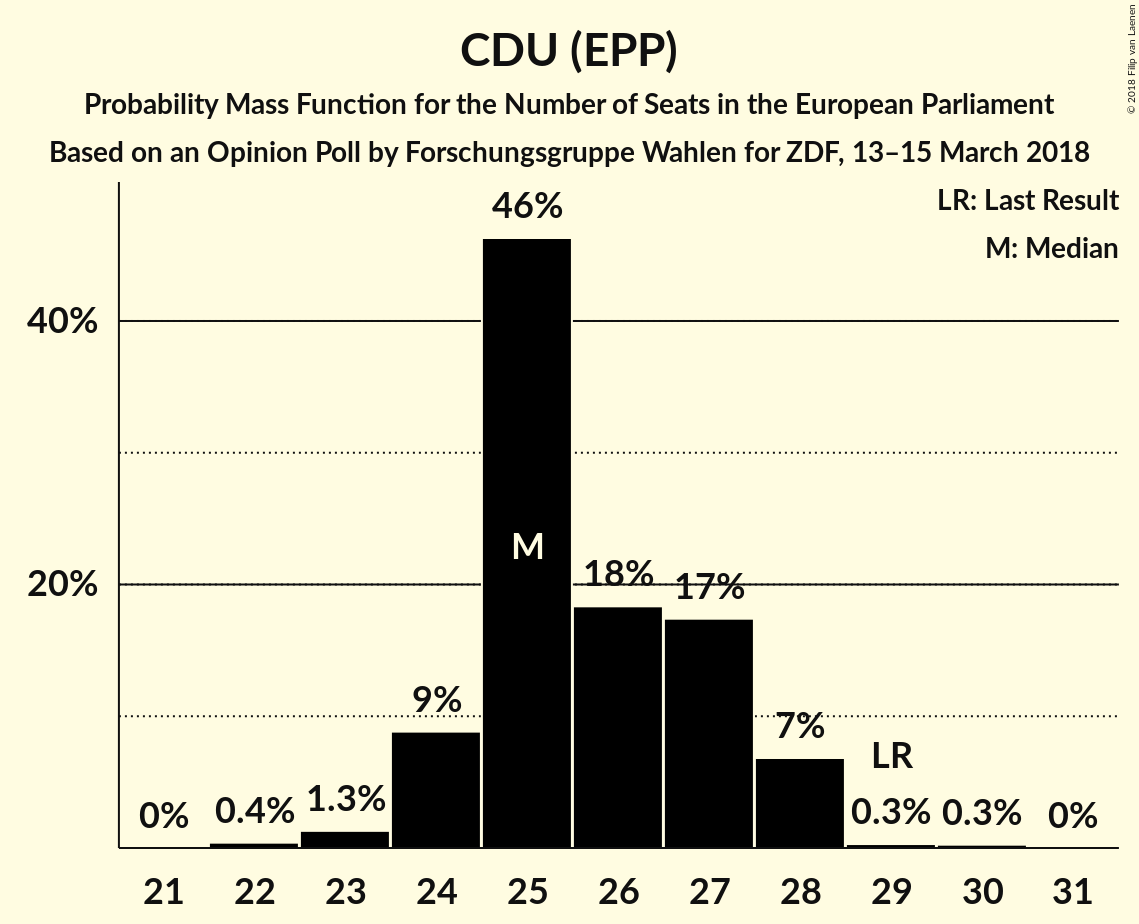 CDU (EPP)
Probability Mass Function for the Number of Seats in the European Parliament
Based on an Opinion Poll by Forschungsgruppe Wahlen for ZDF, 13–15 March 2018
© 2018 Filip van Laenen
LR: Last Result
M: Median
40%
20%
0%
0.4%
1.3%
9%
46%
M
18%
17%
7%
LR
0.3%
0.3%
0%
21 22 23 24 25 26 27 28 29 30 31